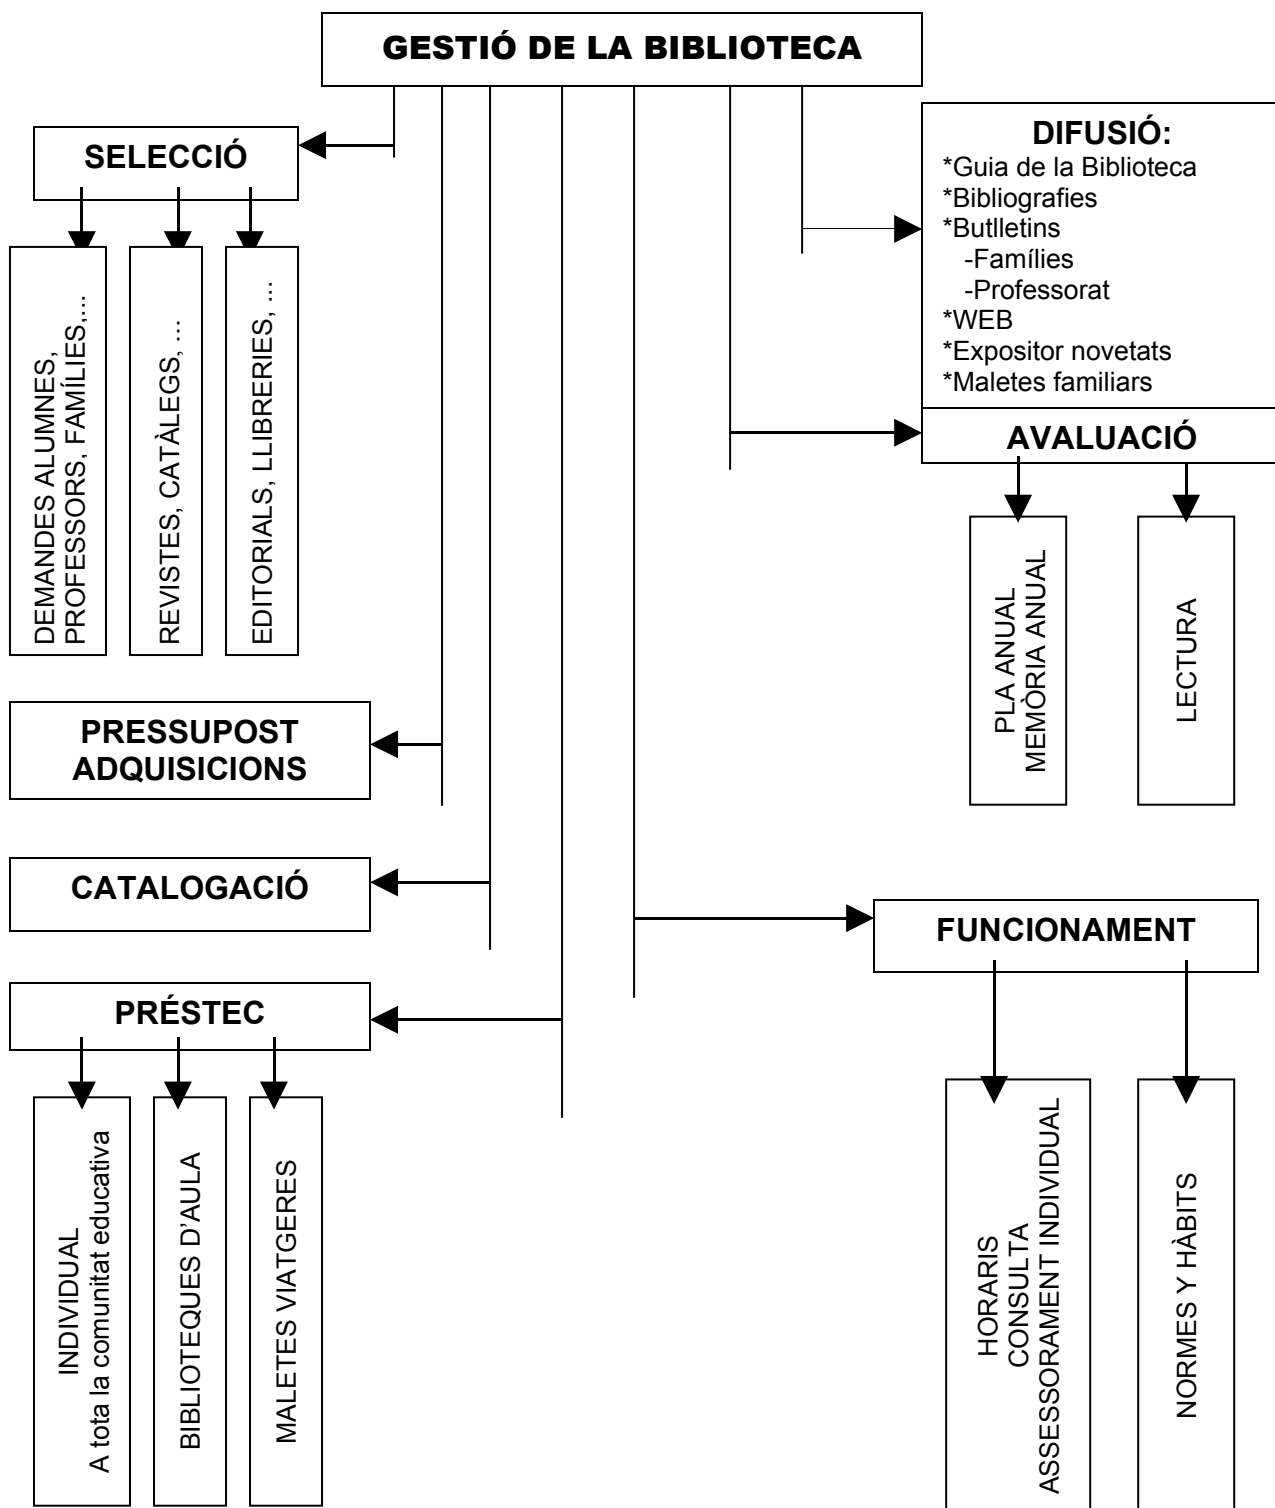 GESTIÓ DE LA BIBLIOTECA
SELECCIÓ
DEMANDES ALUMNES,
PROFESSORS, FAMÍLIES,...
REVISTES, CATÀLEGS, ...
EDITORIALS, LLIBRERIES, ...
PRESSUPOST
ADQUISICIONS
CATALOGACIÓ
PRÉSTEC
INDIVIDUAL
A tota la comunitat educativa
BIBLIOTEQUES D'AULA
MALETES VIATGERES
DIFUSIÓ:
*Guia de la Biblioteca
*Bibliografies
*Butlletins
-Famílies
-Professorat
*WEB
*Expositor novetats
*Maletes familiars
AVALUACIÓ
PLA ANUAL
MEMÒRIA ANUAL
LECTURA
FUNCIONAMENT
HORARIS
CONSULTA
ASSESSORAMENT INDIVIDUAL
NORMES Y HÀBITS